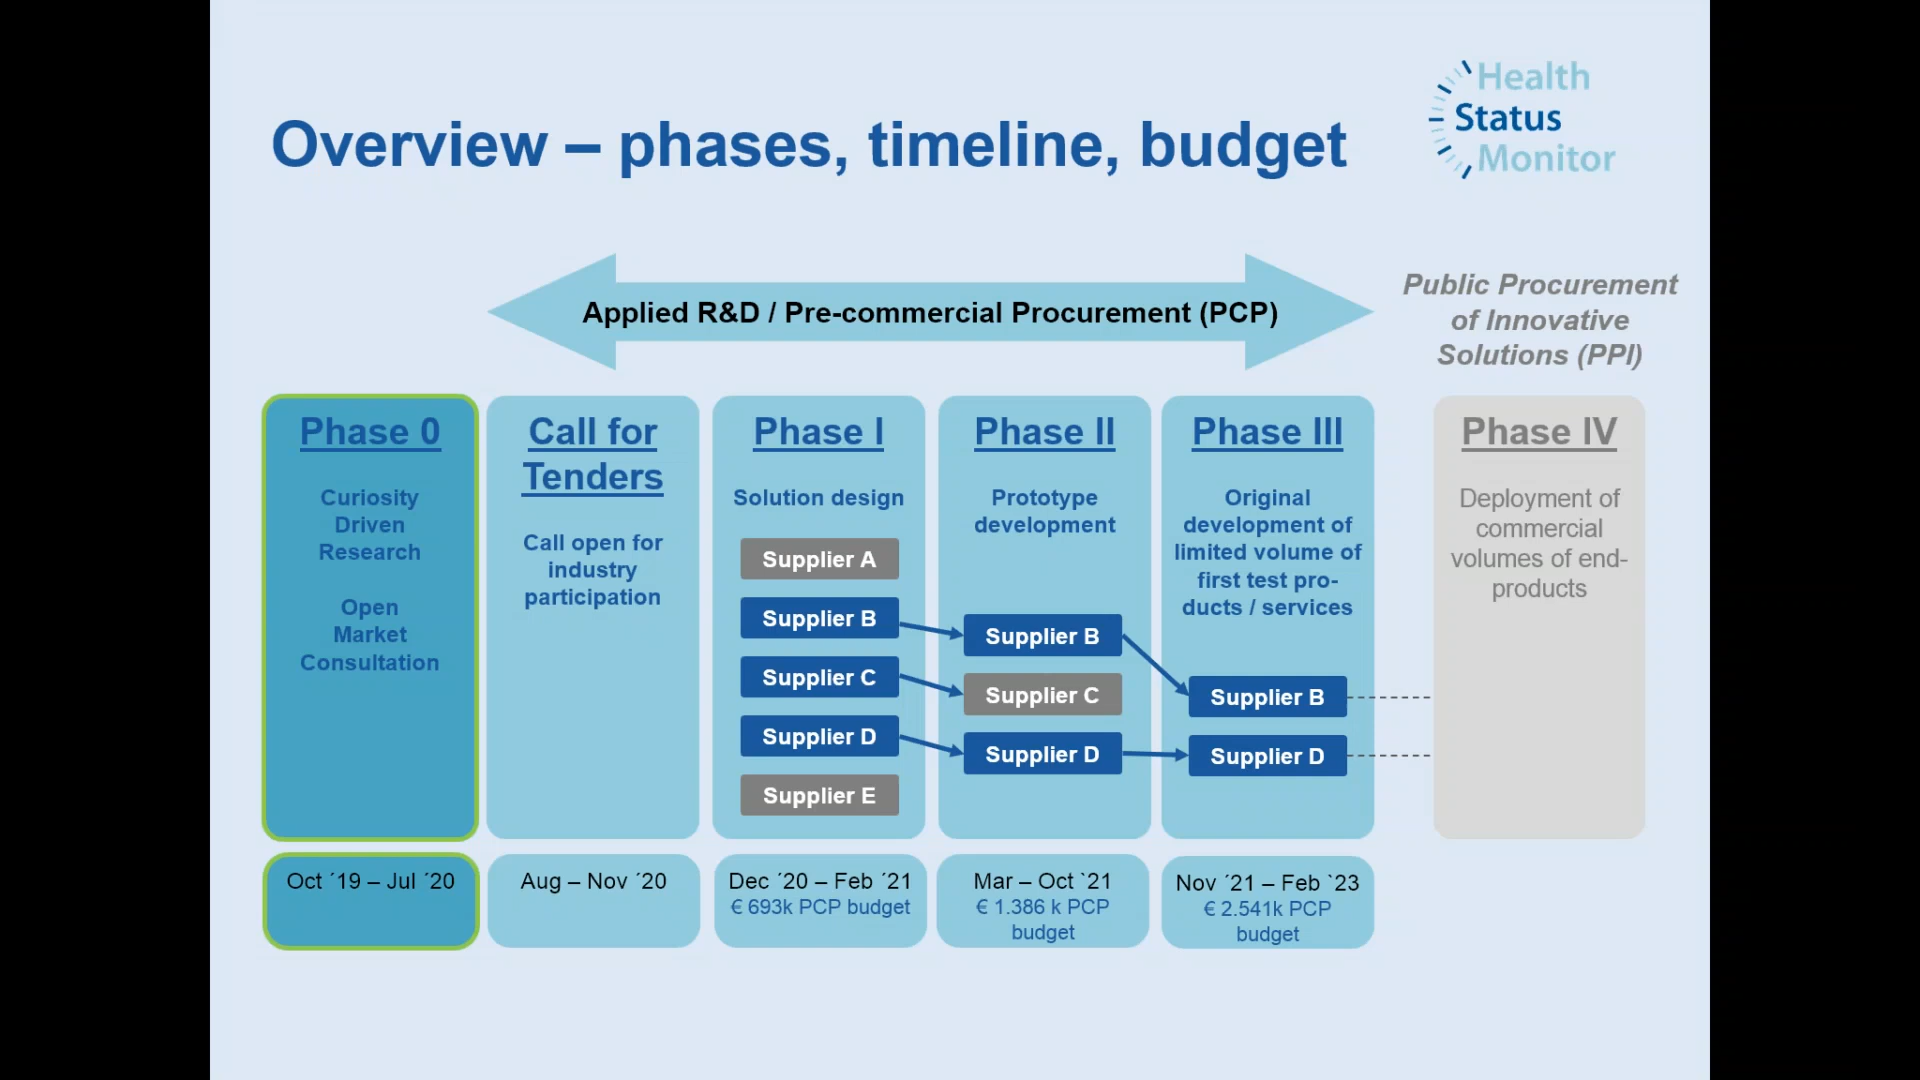 Health
Status
Monitor
Overview – phases, timeline, budget
Applied R&D / Pre-commercial Procurement (PCP)
Public Procurement
of Innovative
Solutions (PPI)
Phase 0
Curiosity
Driven
Research
Open
Market
Consultation
Oct ´19 – Jul ´20
Call for
Tenders
Call open for
industry
participation
Aug – Nov ´20
Phase I
Solution design
Supplier A
Supplier B
Supplier C
Supplier D
Supplier E
Dec ´20 – Feb ´21
€ 693k PCP budget
Phase II
Prototype
development
Supplier B
Supplier C
Supplier D
Mar – Oct `21
€ 1.386 k PCP
budget
Phase III
Original
development of
limited volume of
first test pro-
ducts / services
Supplier B
Supplier D
Nov ´21 – Feb `23
€ 2.541k PCP
budget
Phase IV
Deployment of
commercial
volumes of end-
products